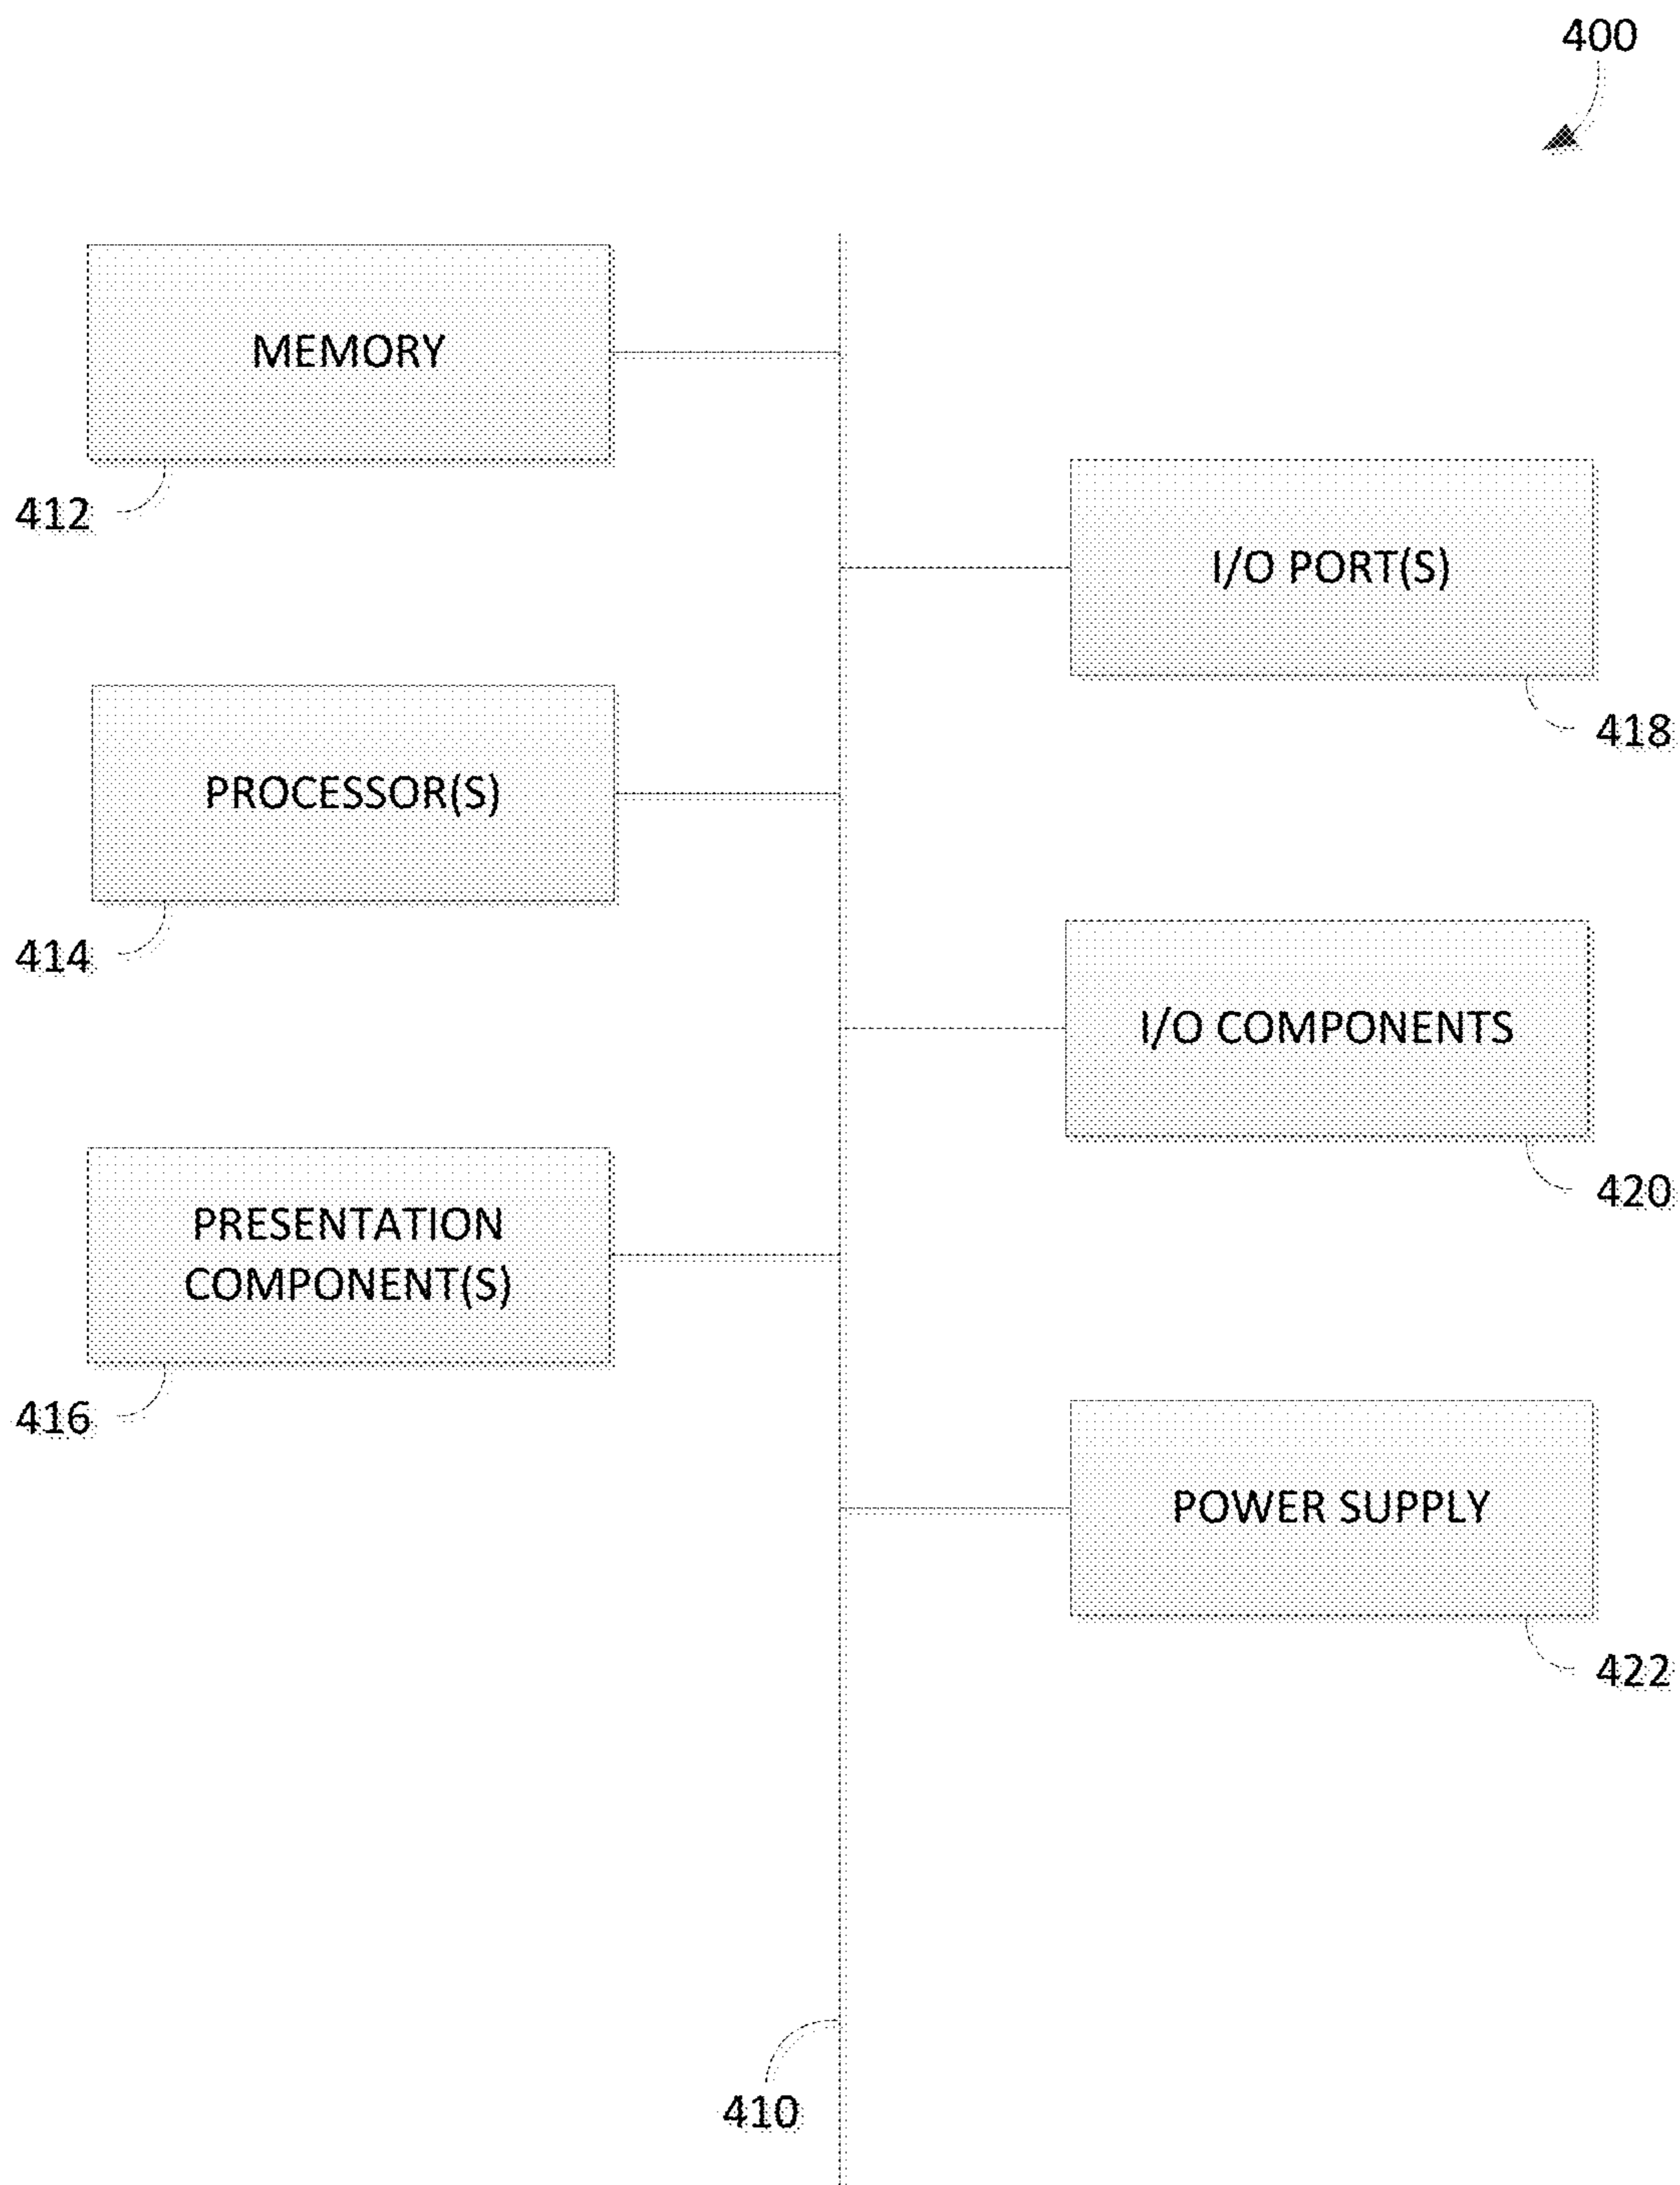 400
MEMORY
412
I/O PORT(S)
418
PROCESSOR(S)
414
I/O COMPONENTS
420
PRESENTATION
COMPONENT(S)
416
POWER SUPPLY
422
410